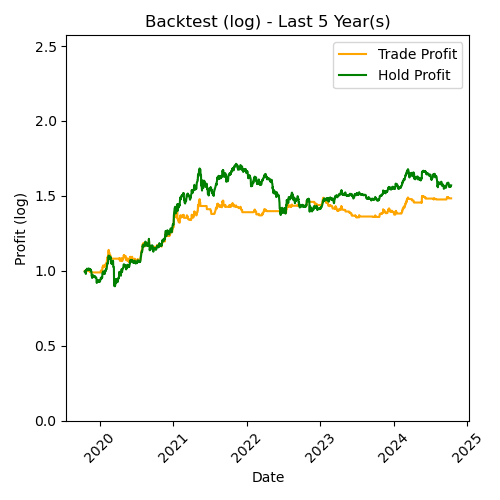 Backtest (log) - Last 5 Year(s)
Trade Profit
Hold Profit
Profit (log)
2.5
2.0
1.5
1.0
0.5
0.0
2020
2021
2022
2023
2024
2025
Date